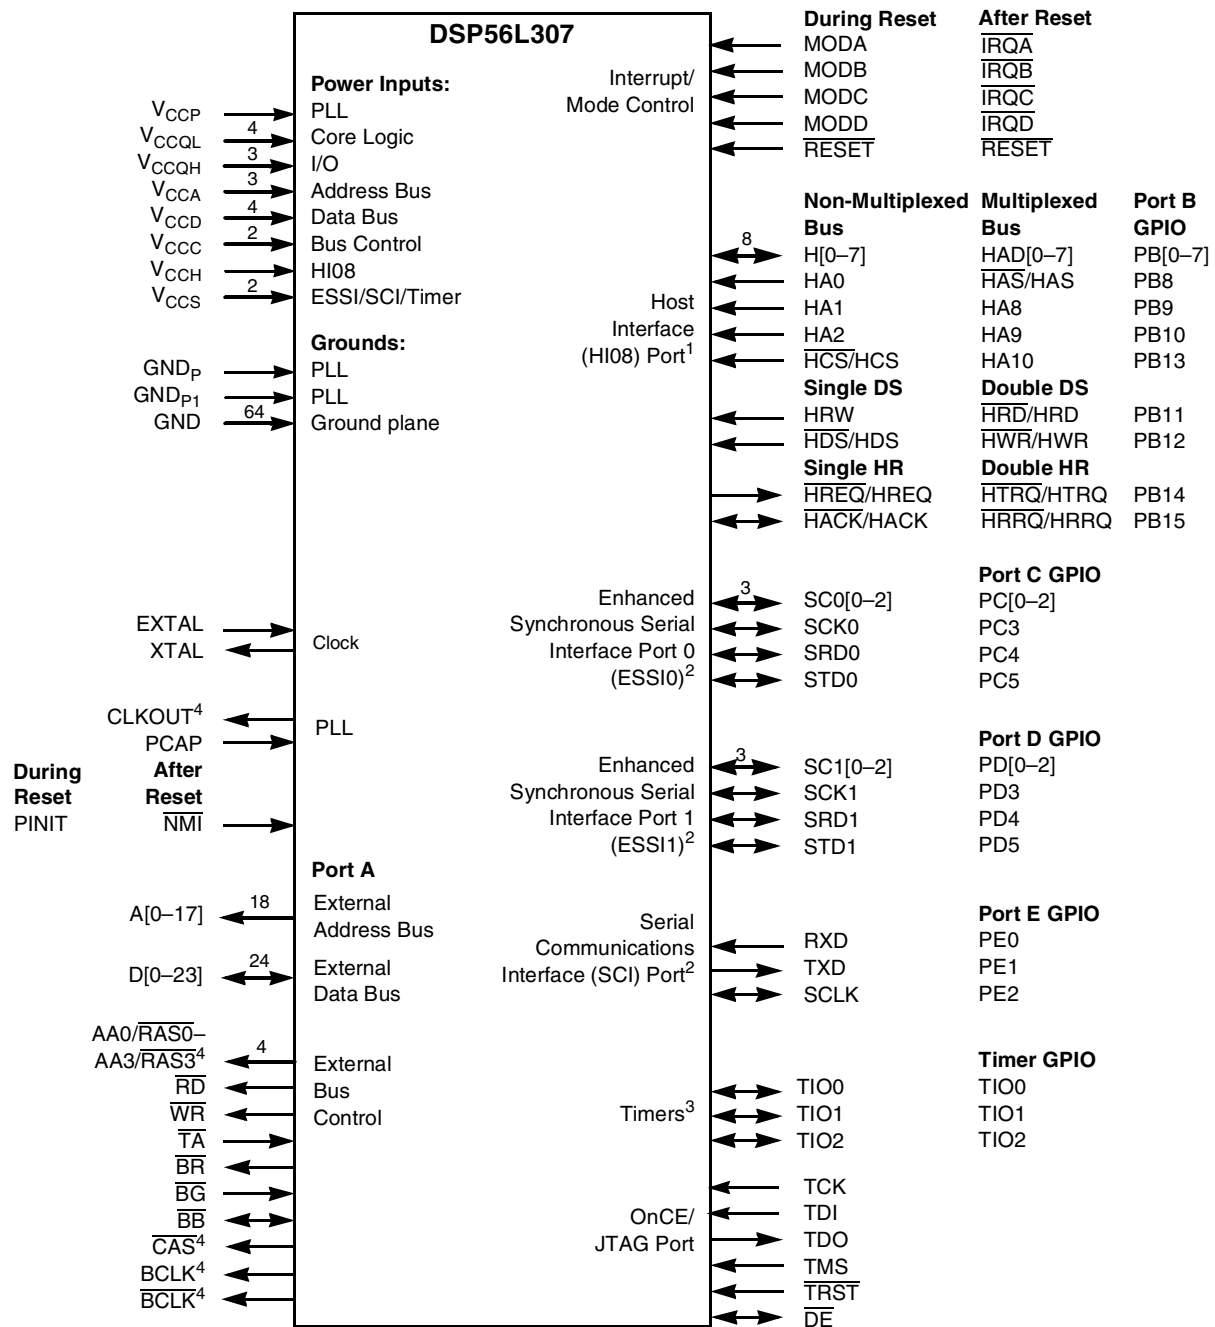 DSP56L307
During Reset After Reset
MODA IRQA
MODB IRQB
MODC IRQC
MODD IRQD
RESET RESET
Interrupt/
Mode Control
Power Inputs:
VCCP PLL
VCCQL 4 Core Logic
VCCQH 3 I/O
VCCA 3 Address Bus
VCCD 4 Data Bus
VCCC 2 Bus Control
VCCH HI08
VCCS 2 ESSI/SCI/Timer
Grounds:
GNDP PLL
GNDP1 PLL
GND 64 Ground plane
Non-Multiplexed Multiplexed Port B
Bus Bus GPIO
8 H[0–7] HAD[0–7] PB[0–7]
HA0 HAS/HAS PB8
HA1 HA8 PB9
HA2 HA9 PB10
HCS/HCS HA10 PB13
Single DS Double DS
HRW HRD/HRD PB11
HDS/HDS HWR/HWR PB12
Single HR Double HR
HREQ/HREQ HTRQ/HTRQ PB14
HACK/HACK HRRQ/HRRQ PB15
Host
Interface
(HI08) Port1
EXTAL
XTAL
Clock
CLKOUT4
PCAP
PLL
During After
Reset Reset
PINIT NMI
Port C GPIO
3 SC0[0–2] PC[0–2]
SCK0 PC3
SRD0 PC4
STD0 PC5
Enhanced
Synchronous Serial
Interface Port 0
(ESSI0)2
Port D GPIO
3 SC1[0–2] PD[0–2]
SCK1 PD3
SRD1 PD4
STD1 PD5
Enhanced
Synchronous Serial
Interface Port 1
(ESSI1)2
Port A
A[0–17] 18 External
Address Bus
D[0–23] 24 External
Data Bus
AA0/RAS0–
AA3/RAS34 4
RD
WR
TA
BR
BG
BB
CAS4
BCLK4
BCLK4
External
Bus
Control
Port E GPIO
RXD PE0
TXD PE1
SCLK PE2
Serial
Communications
Interface (SCI) Port2
Timer GPIO
TIO0 TIO0
Timers3 TIO1 TIO1
TIO2 TIO2
OnCE/
JTAG Port
TCK
TDI
TDO
TMS
TRST
DE